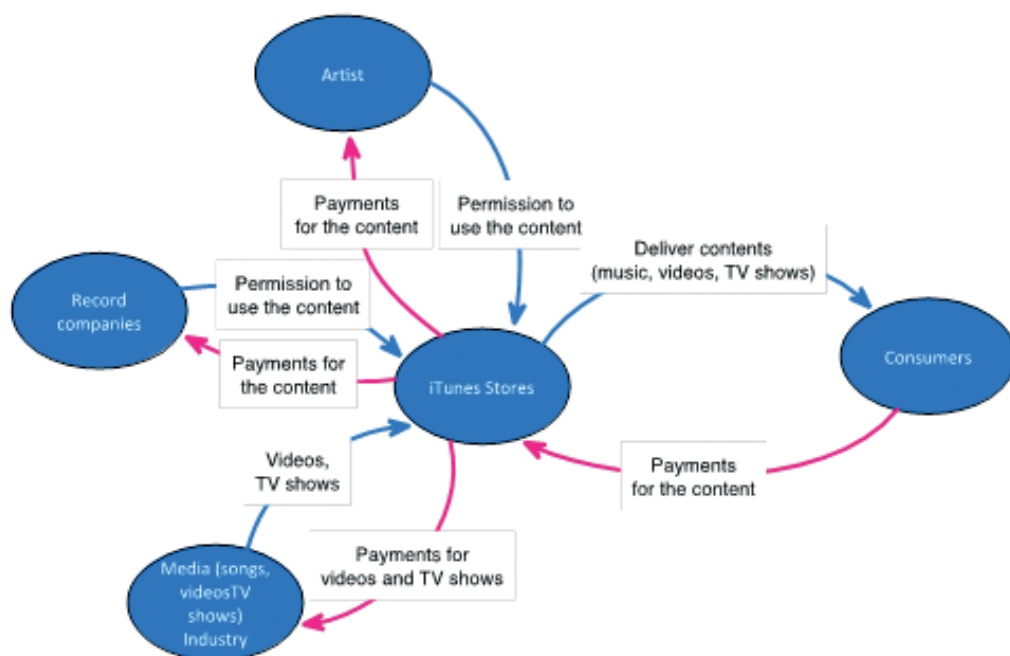 Artist
Payments
for the content
Permission to
use the content
Deliver contents
(music, videos, TV shows)
Record
companies
Permission to
use the content
Payments for
the content
iTunes Stores
Consumers
Videos,
TV shows
Payments
for the content
Payments for
videos and TV shows
Media (songs,
videosTV
shows)
Industry